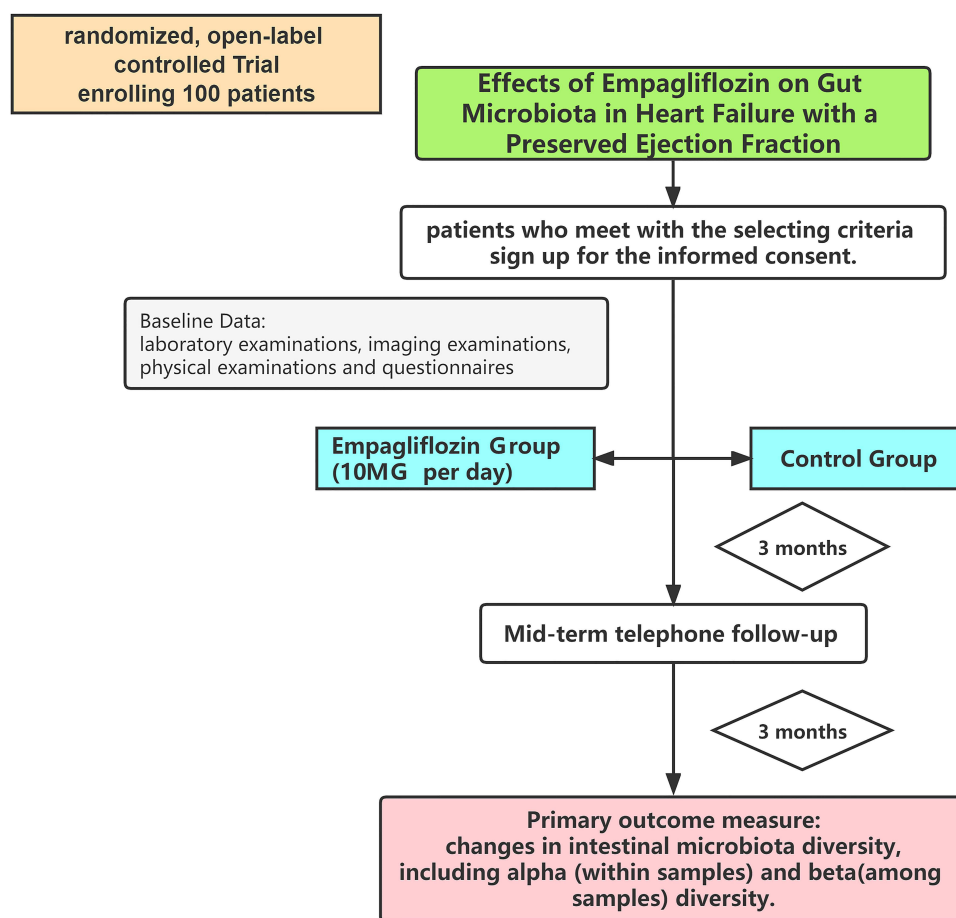 randomized, open-label
controlled Trial
enrolling 100 patients
Effects of Empagliflozin on Gut
Microbiota in Heart Failure with a
Preserved Ejection Fraction
patients who meet with the selecting criteria
sign up for the informed consent.
Baseline Data:
laboratory examinations, imaging examinations,
physical examinations and questionnaires
Empagliflozin Group
(10MG per day)
Control Group
3 months
Mid-term telephone follow-up
3 months
Primary outcome measure:
changes in intestinal microbiota diversity,
including alpha (within samples) and beta(among
samples) diversity.